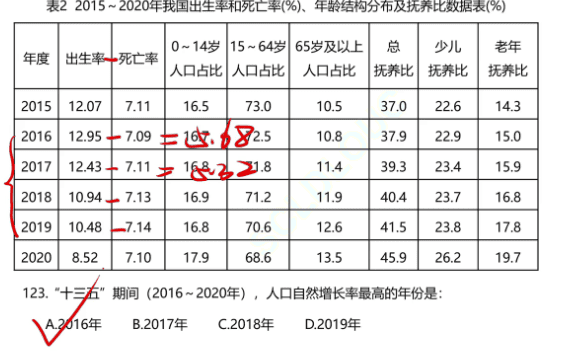 表2 2015～2020年我国出生率和死亡率(%)、年龄结构分布及抚养比数据表(%)
年度 出生率 死亡率 0～14岁人口占比 15～64岁人口占比 65岁及以上人口占比 总抚养比 少儿抚养比 老年抚养比
2015 12.07 7.11 16.5 73.0 10.5 37.0 22.6 14.3
2016 12.95 - 7.09 = 5.68 72.5 10.8 37.9 22.9 15.0
2017 12.43 - 7.11 = 16.8 5.32 71.8 11.4 39.3 23.4 15.9
2018 10.94 - 7.13 16.9 71.2 11.9 40.4 23.7 16.8
2019 10.48 - 7.14 16.8 70.6 12.6 41.5 23.8 17.8
2020 8.52 7.10 17.9 68.6 13.5 45.9 26.2 19.7
123.“十三五”期间（2016～2020年），人口自然增长率最高的年份是：
A.2016年 B.2017年 C.2018年 D.2019年